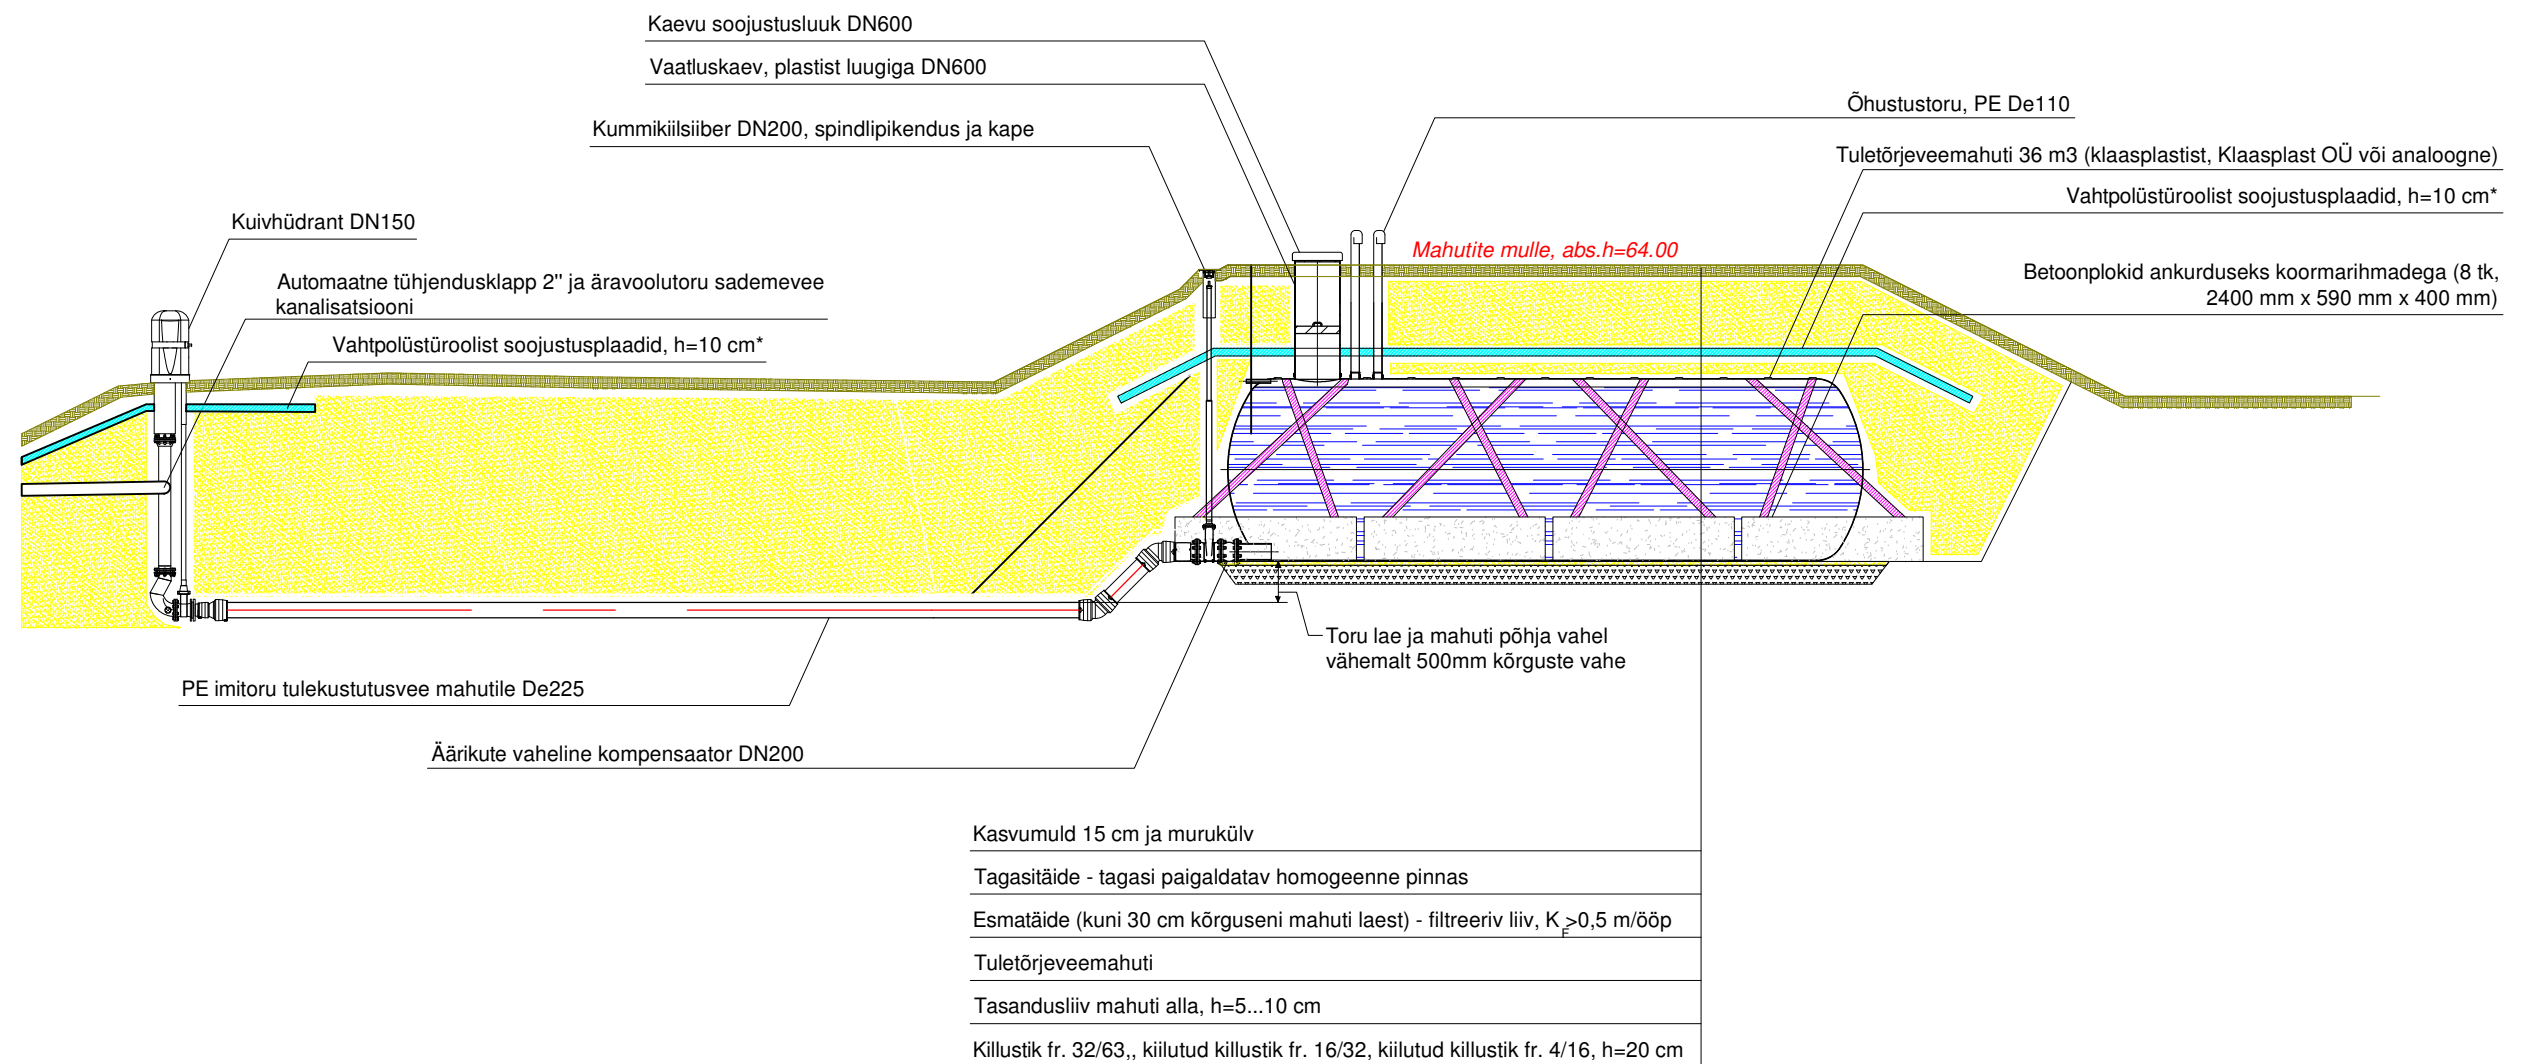 Kaevu soojustusluuk DN600
Vaatluskaev, plastist luugiga DN600
Kummikiilsiiber DN200, spindlipikendus ja kape
Õhustustoru, PE De110
Tuletõrjeveemahuti 36 m3 (klaasplastist, Klaasplast OÜ või analoogne)
Vahtpolüstüroolist soojustusplaadid, h=10 cm*
Betoonplokid ankurduseks koormarihmadega (8 tk,
2400 mm x 590 mm x 400 mm)
Mahutite mulle, abs.h=64.00
Kuivhüdrant DN150
Automaatne tühjendusklapp 2" ja äravoolutoru sademevee
kanalisatsiooni
Vahtpolüstüroolist soojustusplaadid, h=10 cm*
Toru lae ja mahuti põhja vahel
vähemalt 500mm kõrguste vahe
PE imitoru tulekustutusvee mahutile De225
Äärikute vaheline kompensaator DN200
Kasvumuld 15 cm ja murukülv
Tagasitäide - tagasi paigaldatav homogeenne pinnas
Esmatäide (kuni 30 cm kõrguseni mahuti laest) - filtreeriv liiv, K_F>0,5 m/ööp
Tuletõrjeveemahuti
Tasandusliiv mahuti alla, h=5...10 cm
Killustik fr. 32/63,, kiilutud killustik fr. 16/32, kiilutud killustik fr. 4/16, h=20 cm